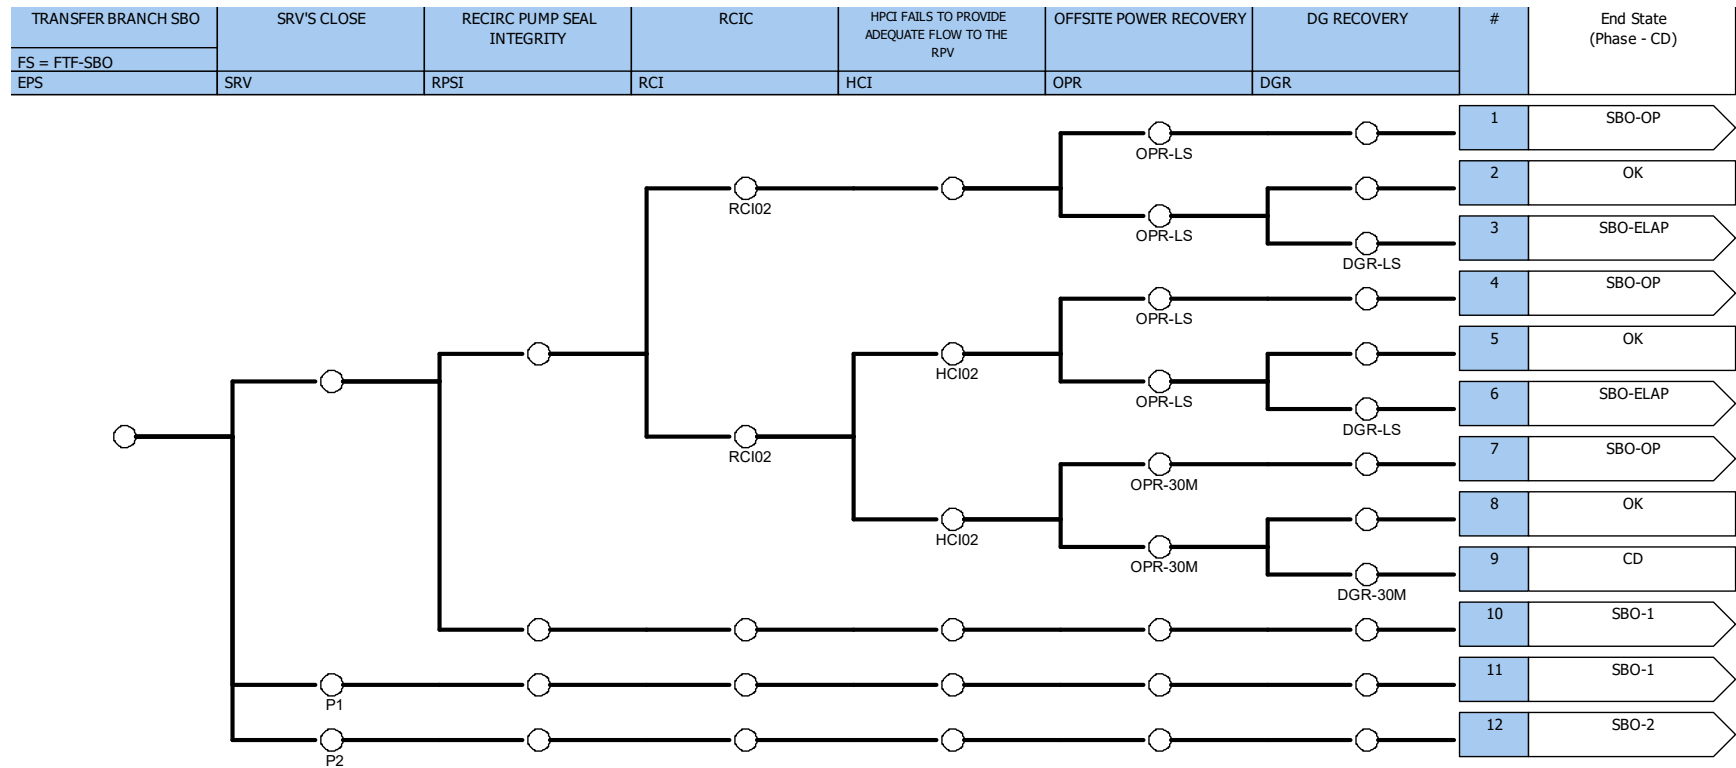 TRANSFER BRANCH SBO
FS = FTF-SBO
EPS
SRV'S CLOSE
SRV
RECIRC PUMP SEAL
INTEGRITY
RPSI
RCIC
RCI
HPCI FAILS TO PROVIDE
ADEQUATE FLOW TO THE
RPV
HCI
OFFSITE POWER RECOVERY
OPR
DG RECOVERY
DGR
#
End State
(Phase - CD)
1
SBO-OP
OPR-LS
2
OK
RCI02
OPR-LS
3
SBO-ELAP
DGR-LS
4
SBO-OP
OPR-LS
5
OK
HCI02
OPR-LS
6
SBO-ELAP
DGR-LS
RCI02
7
SBO-OP
OPR-30M
8
OK
HCI02
OPR-30M
9
CD
DGR-30M
10
SBO-1
11
SBO-1
P1
12
SBO-2
P2